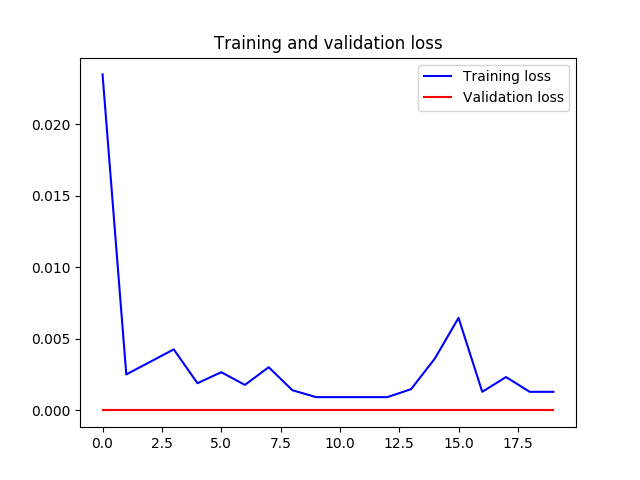 Training and validation loss
Training loss
Validation loss
0.020
0.015
0.010
0.005
0.000
0.0 2.5 5.0 7.5 10.0 12.5 15.0 17.5